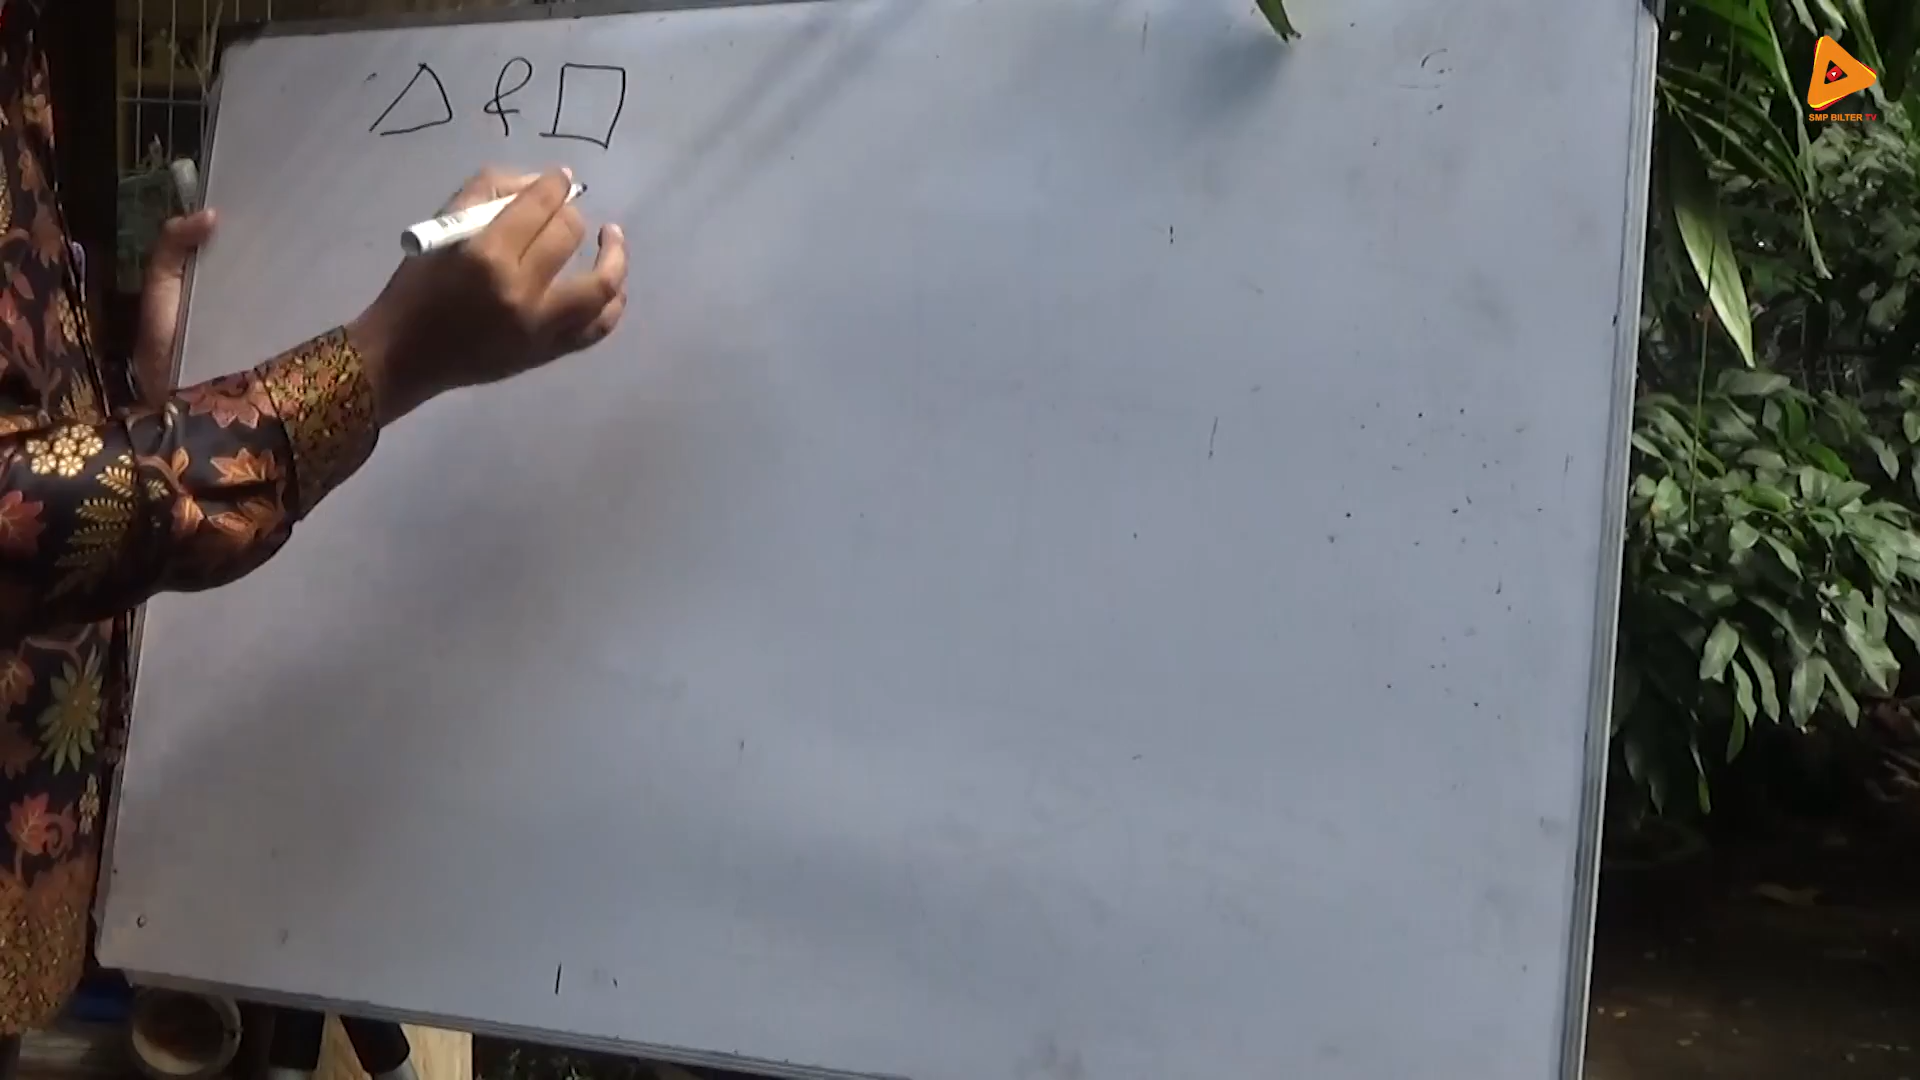 △ & □
SMP BILTER TV